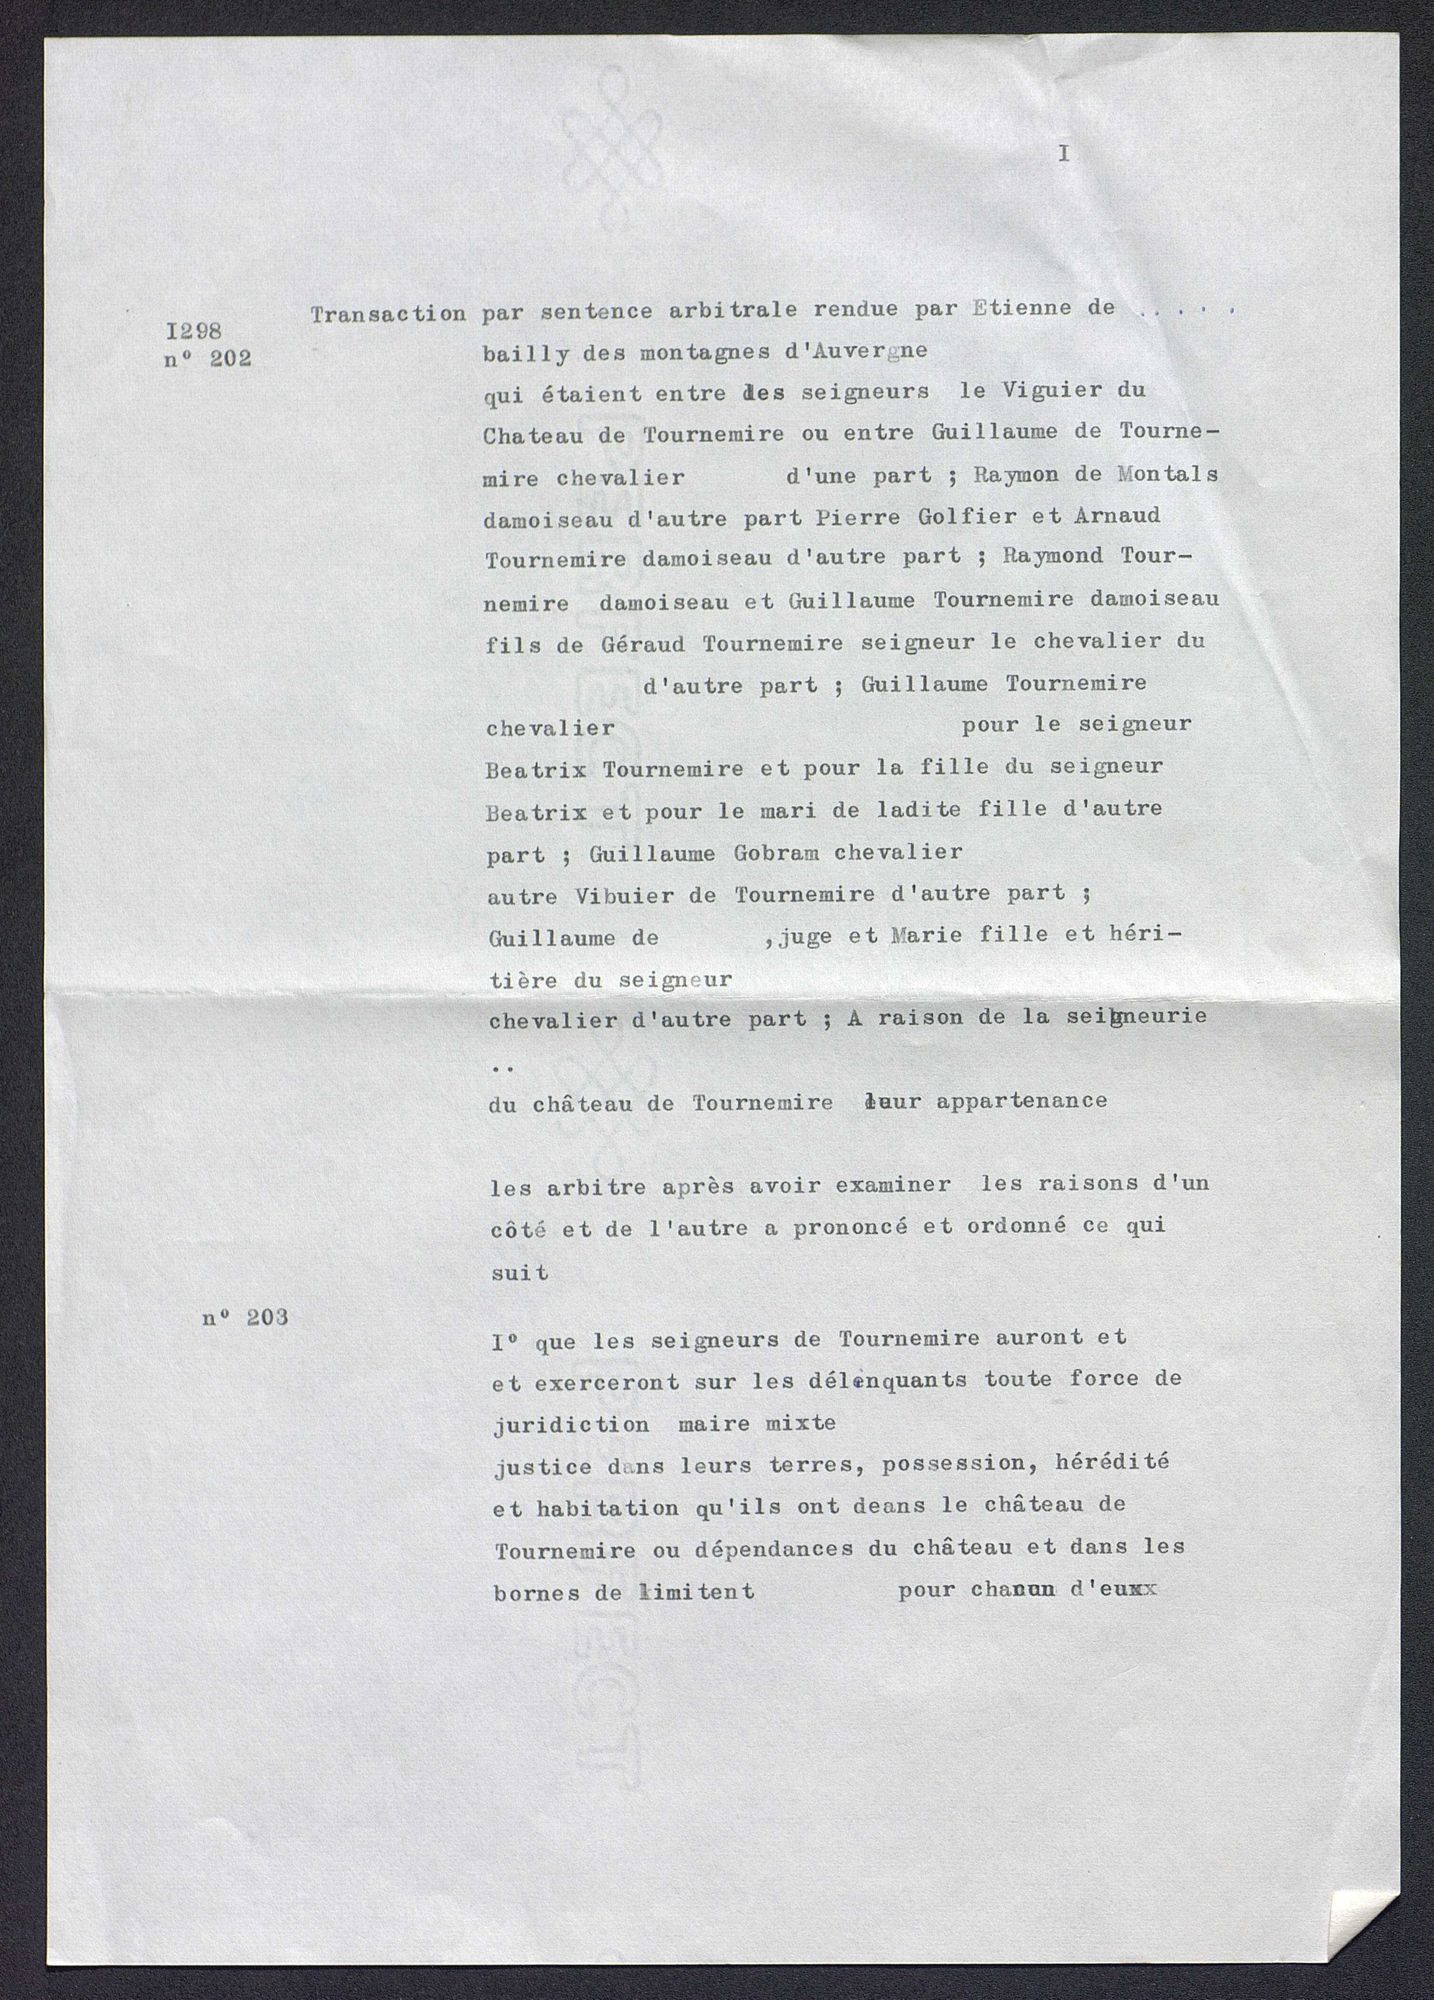 I
Transaction par sentence arbitrale rendue par Etienne de .....
I298
n° 202
bailly des montagnes d'Auvergne
qui étaient entre les seigneurs le Viguier du
Chateau de Tournemire ou entre Guillaume de Tourne-
mire chevalier d'une part ; Raymon de Montals
damoiseau d'autre part Pierre Golfier et Arnaud
Tournemire damoiseau d'autre part ; Raymond Tour-
nemire damoiseau et Guillaume Tournemire damoiseau
fils de Géraud Tournemire seigneur le chevalier du
d'autre part ; Guillaume Tournemire
chevalier pour le seigneur
Beatrix Tournemire et pour la fille du seigneur
Beatrix et pour le mari de ladite fille d'autre
part ; Guillaume Gobram chevalier
autre Vibuier de Tournemire d'autre part ;
Guillaume de ,juge et Marie fille et héri-
tière du seigneur
chevalier d'autre part ; A raison de la seigneurie
..
du château de Tournemire leur appartenance
les arbitre après avoir examiner les raisons d'un
côté et de l'autre a prononcé et ordonné ce qui
suit
n° 203
I° que les seigneurs de Tournemire auront et
et exerceront sur les délinquants toute force de
juridiction maire mixte
justice dans leurs terres, possession, hérédité
et habitation qu'ils ont deans le château de
Tournemire ou dépendances du château et dans les
bornes de limitent pour chacun d'euxx